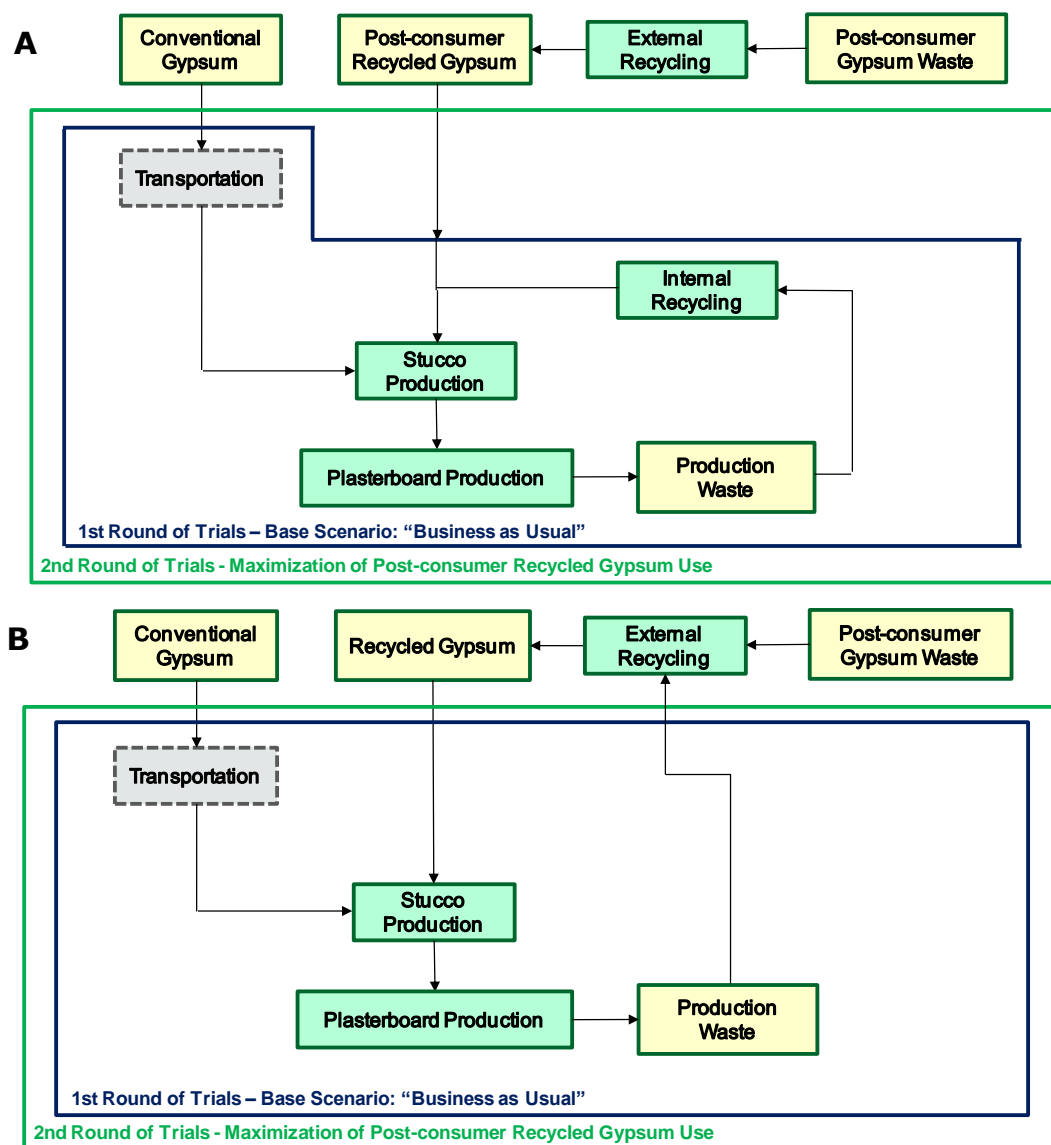 A
Conventional
Gypsum
Post-consumer
Recycled Gypsum
External
Recycling
Post-consumer
Gypsum Waste
Transportation
Internal
Recycling
Stucco
Production
Plasterboard Production
Production
Waste
1st Round of Trials – Base Scenario: “Business as Usual”
2nd Round of Trials - Maximization of Post-consumer Recycled Gypsum Use
B
Conventional
Gypsum
Recycled Gypsum
External
Recycling
Post-consumer
Gypsum Waste
Transportation
Stucco
Production
Plasterboard Production
Production
Waste
1st Round of Trials – Base Scenario: “Business as Usual”
2nd Round of Trials - Maximization of Post-consumer Recycled Gypsum Use